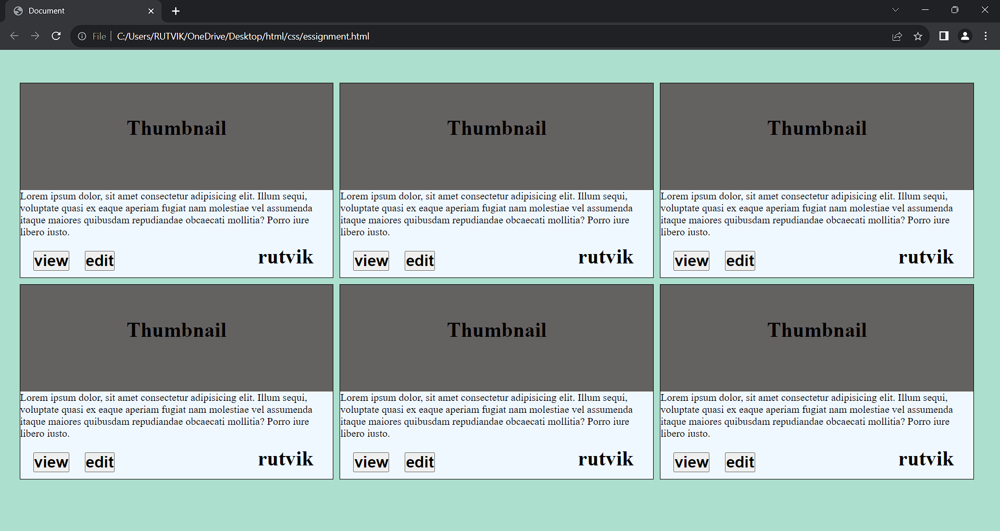 Document
File C:/Users/RUTVIK/OneDrive/Desktop/html/css/essignment.html
Thumbnail
Lorem ipsum dolor, sit amet consectetur adipisicing elit. Illum sequi,
voluptate quasi ex eaque aperiam fugiat nam molestiae vel assumenda
itaque maiores quibusdam repudiandae obcaecati mollitia? Porro iure
libero iusto.
view edit rutvik
Thumbnail
Lorem ipsum dolor, sit amet consectetur adipisicing elit. Illum sequi,
voluptate quasi ex eaque aperiam fugiat nam molestiae vel assumenda
itaque maiores quibusdam repudiandae obcaecati mollitia? Porro iure
libero iusto.
view edit rutvik
Thumbnail
Lorem ipsum dolor, sit amet consectetur adipisicing elit. Illum sequi,
voluptate quasi ex eaque aperiam fugiat nam molestiae vel assumenda
itaque maiores quibusdam repudiandae obcaecati mollitia? Porro iure
libero iusto.
view edit rutvik
Thumbnail
Lorem ipsum dolor, sit amet consectetur adipisicing elit. Illum sequi,
voluptate quasi ex eaque aperiam fugiat nam molestiae vel assumenda
itaque maiores quibusdam repudiandae obcaecati mollitia? Porro iure
libero iusto.
view edit rutvik
Thumbnail
Lorem ipsum dolor, sit amet consectetur adipisicing elit. Illum sequi,
voluptate quasi ex eaque aperiam fugiat nam molestiae vel assumenda
itaque maiores quibusdam repudiandae obcaecati mollitia? Porro iure
libero iusto.
view edit rutvik
Thumbnail
Lorem ipsum dolor, sit amet consectetur adipisicing elit. Illum sequi,
voluptate quasi ex eaque aperiam fugiat nam molestiae vel assumenda
itaque maiores quibusdam repudiandae obcaecati mollitia? Porro iure
libero iusto.
view edit rutvik